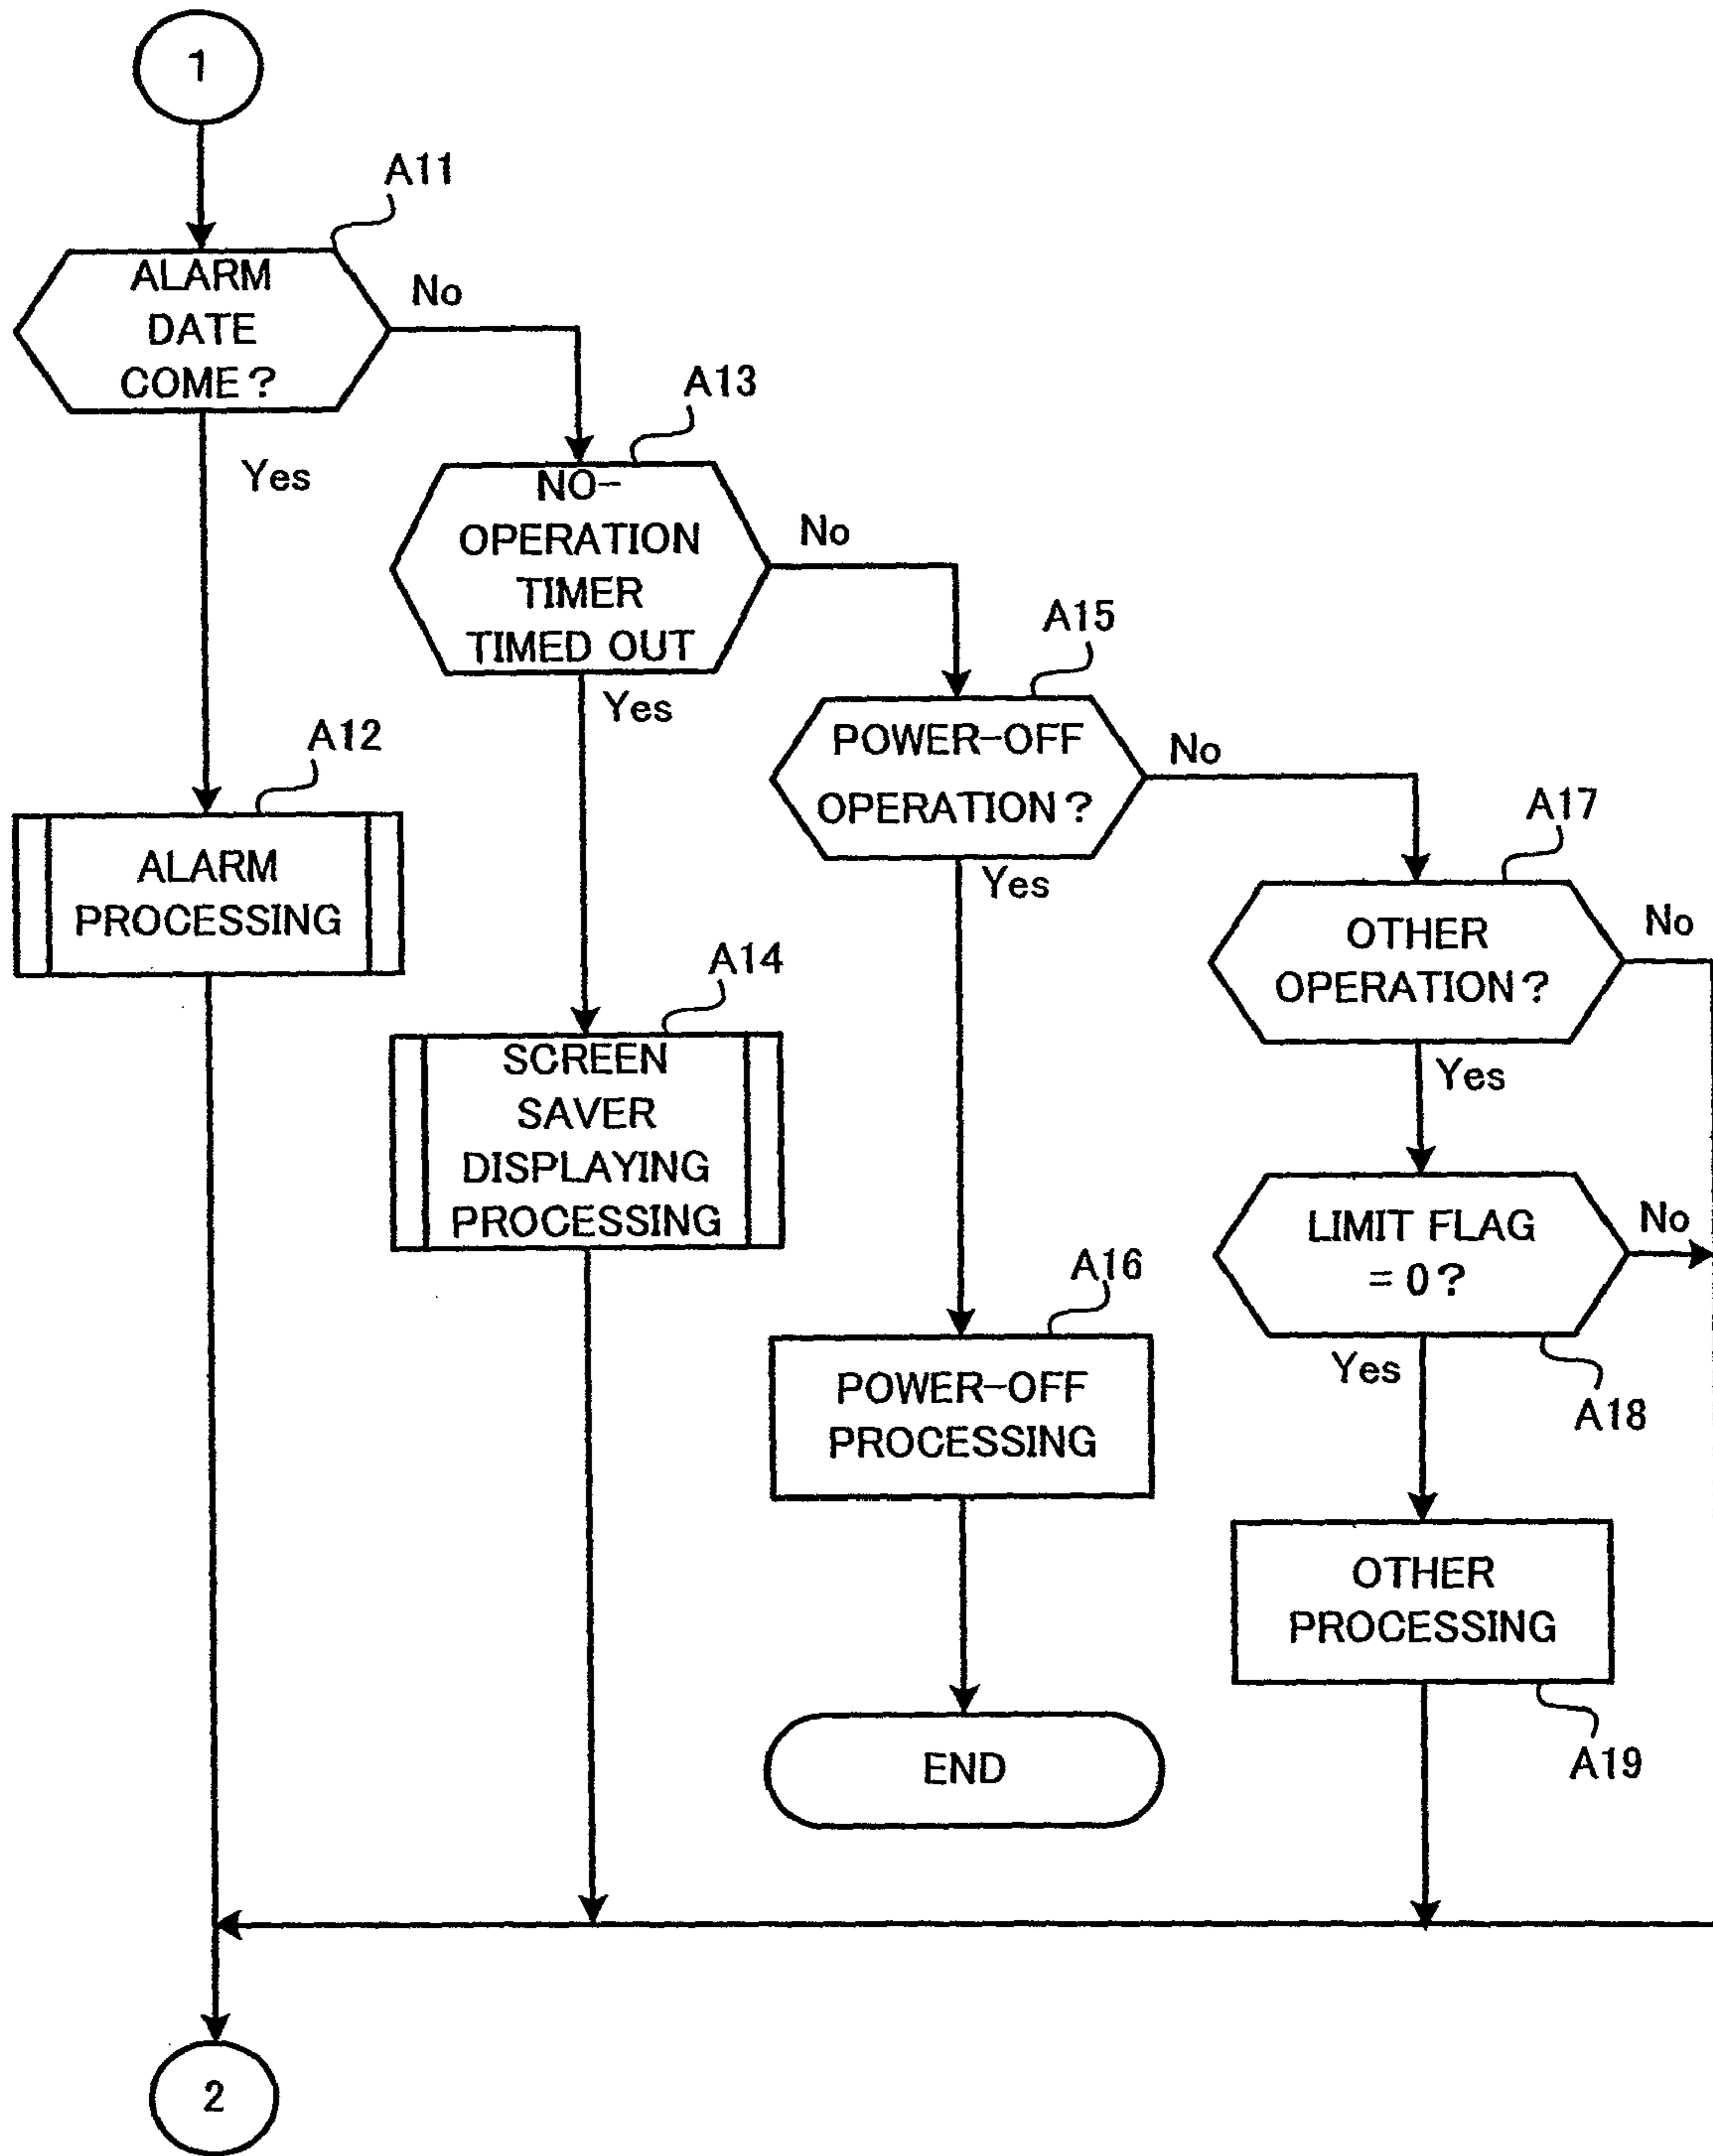 1
A11
ALARM
DATE
COME?
No
Yes
A13
NO-
OPERATION
TIMER
TIMED OUT
No
Yes
A12
ALARM
PROCESSING
A15
POWER-OFF
OPERATION?
No
Yes
A14
SCREEN
SAVER
DISPLAYING
PROCESSING
A17
OTHER
OPERATION?
No
Yes
A16
POWER-OFF
PROCESSING
END
LIMIT FLAG
= 0?
No
Yes
A18
OTHER
PROCESSING
A19
2